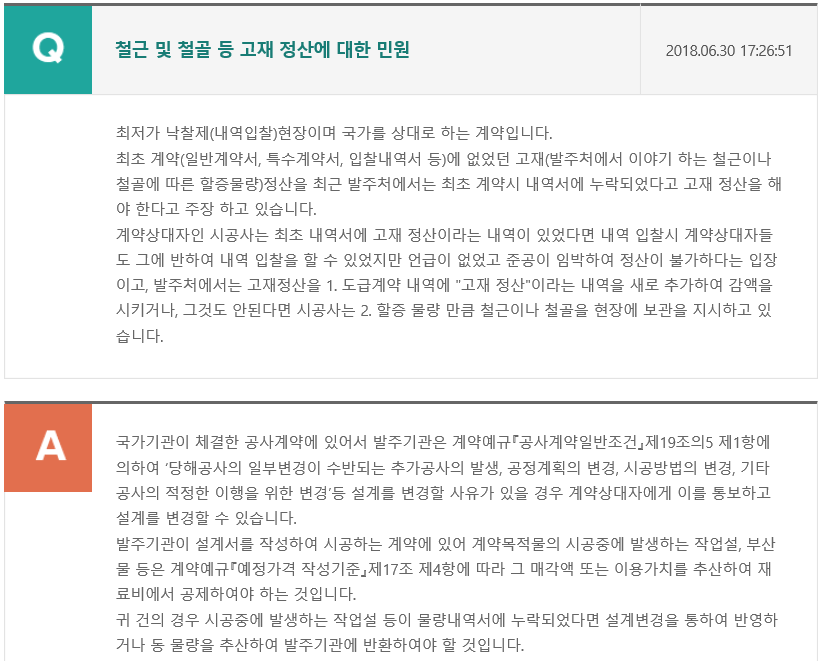 Q
철근 및 철골 등 고재 정산에 대한 민원
2018.06.30 17:26:51
최저가 낙찰제(내역입찰)현장이며 국가를 상대로 하는 계약입니다.
최초 계약(일반계약서, 특수계약서, 입찰내역서 등)에 없었던 고재(발주처에서 이야기 하는 철근이나
철골에 따른 할증물량)정산을 최근 발주처에서는 최초 계약시 내역서에 누락되었다고 고재 정산을 해
야 한다고 주장 하고 있습니다.
계약상대자인 시공사는 최초 내역서에 고재 정산이라는 내역이 있었다면 내역 입찰시 계약상대자들
도 그에 반하여 내역 입찰을 할 수 있었지만 언급이 없었고 준공이 임박하여 정산이 불가하다는 입장
이고, 발주처에서는 고재정산을 1. 도급계약 내역에 "고재 정산"이라는 내역을 새로 추가하여 감액을
시키거나, 그것도 안된다면 시공사는 2. 할증 물량 만큼 철근이나 철골을 현장에 보관을 지시하고 있
습니다.
A
국가기관이 체결한 공사계약에 있어서 발주기관은 계약예규『공사계약일반조건』제19조의5 제1항에
의하여 ‘당해공사의 일부변경이 수반되는 추가공사의 발생, 공정계획의 변경, 시공방법의 변경, 기타
공사의 적정한 이행을 위한 변경’등 설계를 변경할 사유가 있을 경우 계약상대자에게 이를 통보하고
설계를 변경할 수 있습니다.
발주기관이 설계서를 작성하여 시공하는 계약에 있어 계약목적물의 시공중에 발생하는 작업설, 부산
물 등은 계약예규『예정가격 작성기준』제17조 제4항에 따라 그 매각액 또는 이용가치를 추산하여 재
료비에서 공제하여야 하는 것입니다.
귀 건의 경우 시공중에 발생하는 작업설 등이 물량내역서에 누락되었다면 설계변경을 통하여 반영하
거나 동 물량을 추산하여 발주기관에 반환하여야 할 것입니다.